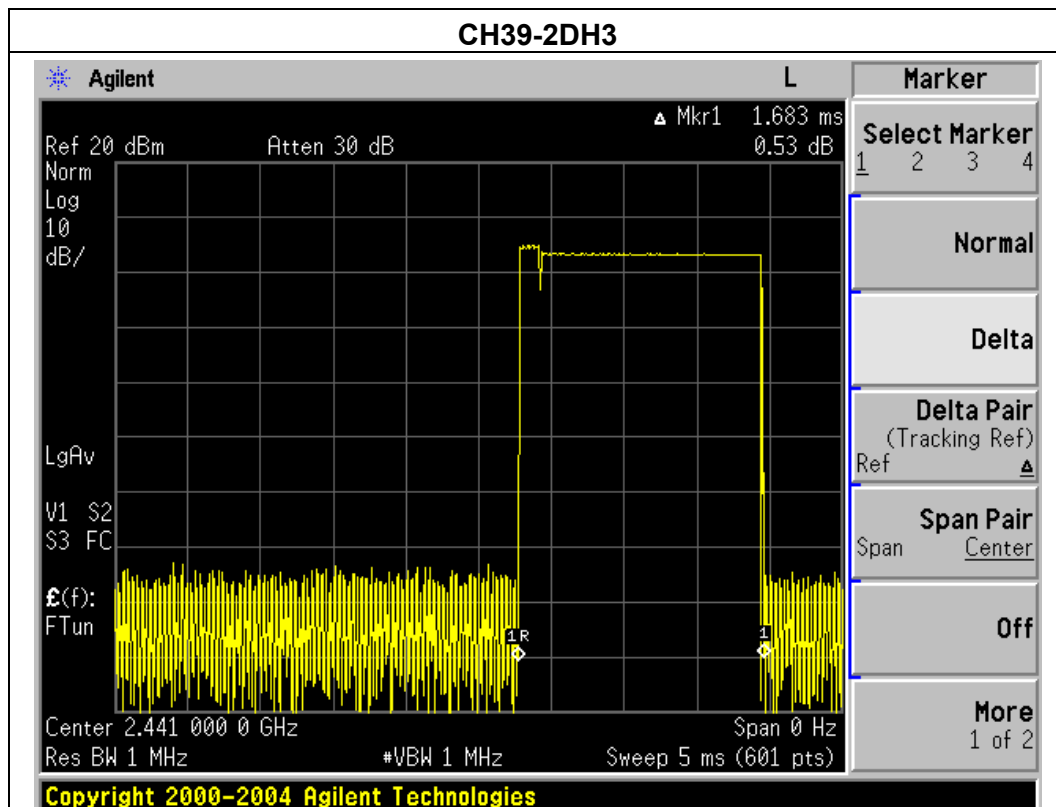 CH39-2DH3
Agilent L Marker
Δ Mkr1 1.683 ms
Ref 20 dBm Atten 30 dB 0.53 dB
Norm
Log
10
dB/
LgAv
V1 S2
S3 FC
£(f):
FTun
1R
1
Center 2.441 000 0 GHz Span 0 Hz
Res BW 1 MHz #VBW 1 MHz Sweep 5 ms (601 pts)
Copyright 2000-2004 Agilent Technologies
Select Marker
1 2 3 4
Normal
Delta
Delta Pair
(Tracking Ref)
Ref Δ
Span Pair
Span Center
Off
More
1 of 2